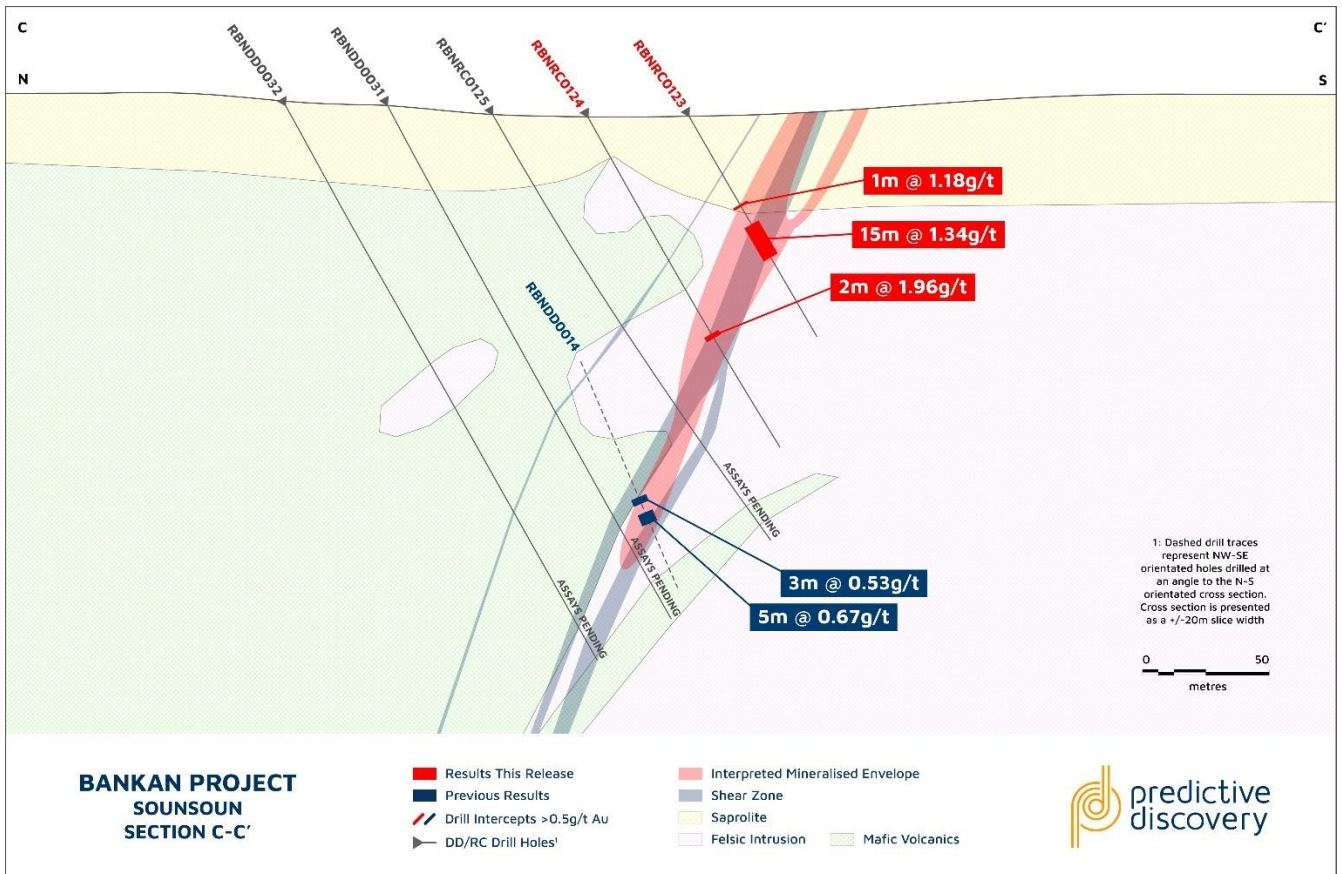 C
C'
N
S
RBNDD0032
RBNDD0031
RBNRC0125
RBNRC0124
RBNRC0123
1m @ 1.18g/t
15m @ 1.34g/t
2m @ 1.96g/t
RBNDD0014
ASSAYS PENDING
ASSAYS PENDING
ASSAYS PENDING
3m @ 0.53g/t
5m @ 0.67g/t
1: Dashed drill traces
represent NW-SE
orientated holes drilled at
an angle to the N-S
orientated cross section.
Cross section is presented
as a +/-20m slice width
0 50
metres
BANKAN PROJECT
SOUNSOUN
SECTION C-C'
Results This Release
Previous Results
Drill Intercepts >0.5g/t Au
DD/RC Drill Holes¹
Interpreted Mineralised Envelope
Shear Zone
Saprolite
Felsic Intrusion
Mafic Volcanics
predictive
discovery